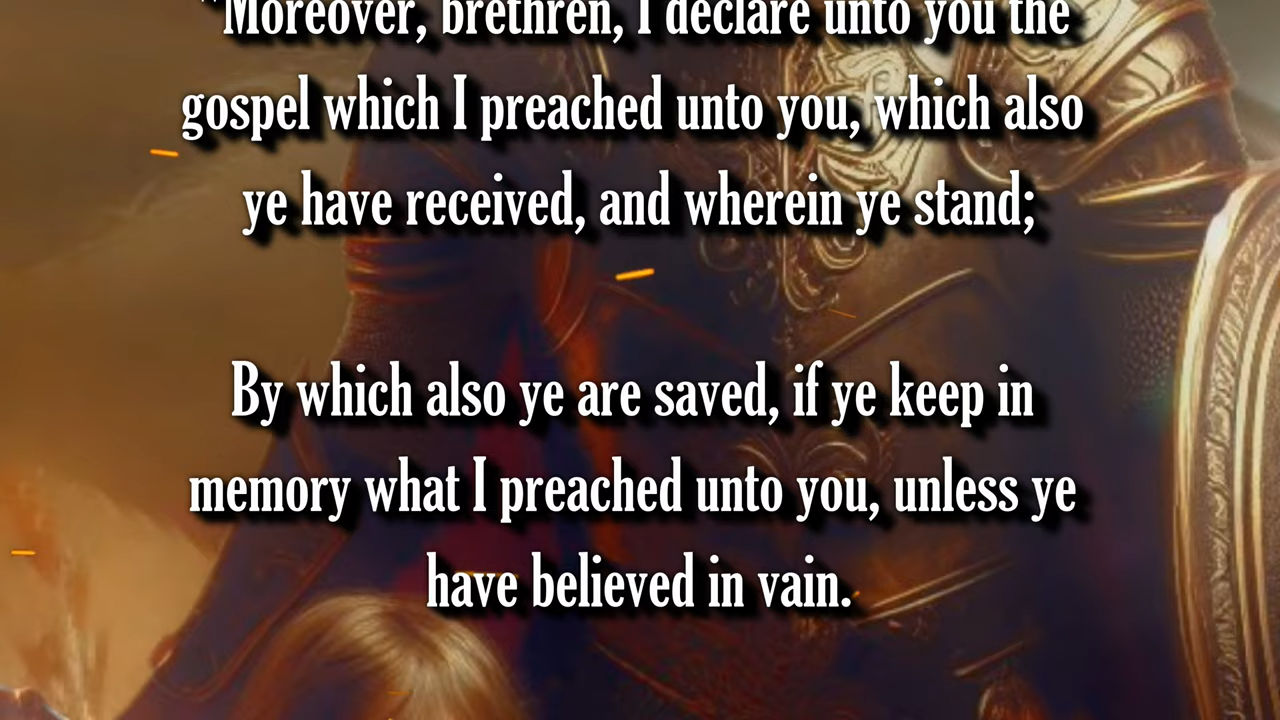 "Moreover, brethren, I declare unto you the
gospel which I preached unto you, which also
ye have received, and wherein ye stand;
By which also ye are saved, if ye keep in
memory what I preached unto you, unless ye
have believed in vain.